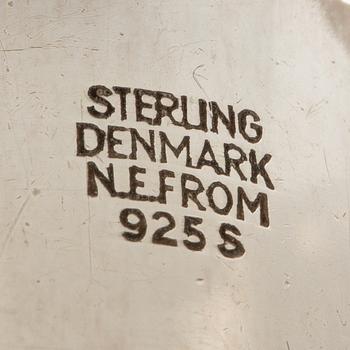 STERLING
DENMARK
N.E.FROM
925 S